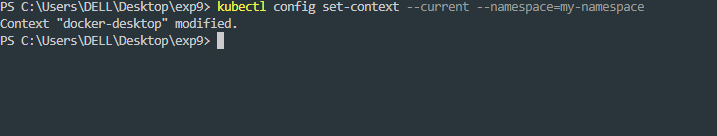 PS C:\Users\DELL\Desktop\exp9> kubectl config set-context --current --namespace=my-namespace
Context "docker-desktop" modified.
PS C:\Users\DELL\Desktop\exp9>